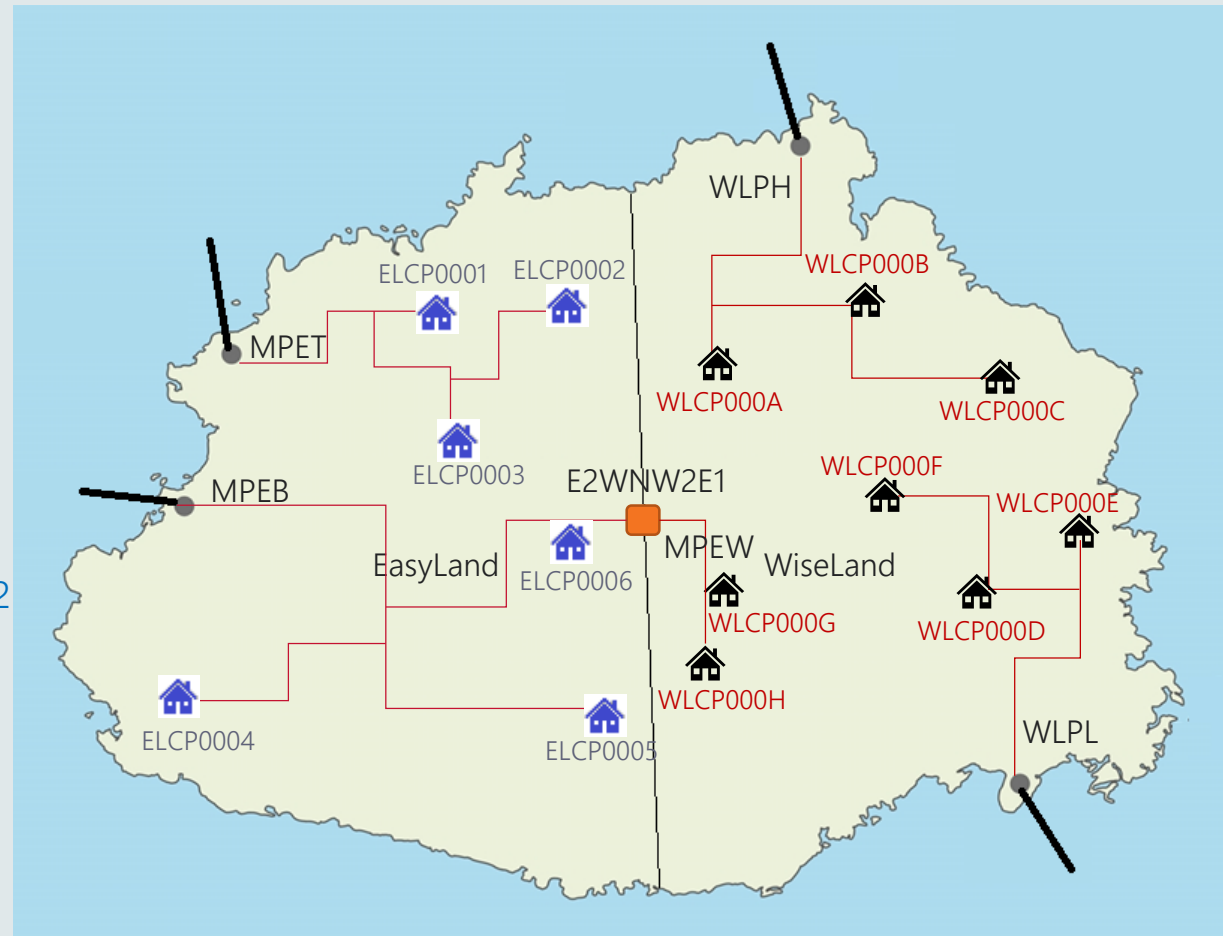 WLPH
WLCP000B
ELCP0001
ELCP0002
MPET
WLCP000A
WLCP000C
ELCP0003
WLCP000F
E2WNW2E1
MPEB
WLCP000E
MPEW
EasyLand
WiseLand
ELCP0006
2
WLCP000G
WLCP000D
WLCP000H
ELCP0004
ELCP0005
WLPL